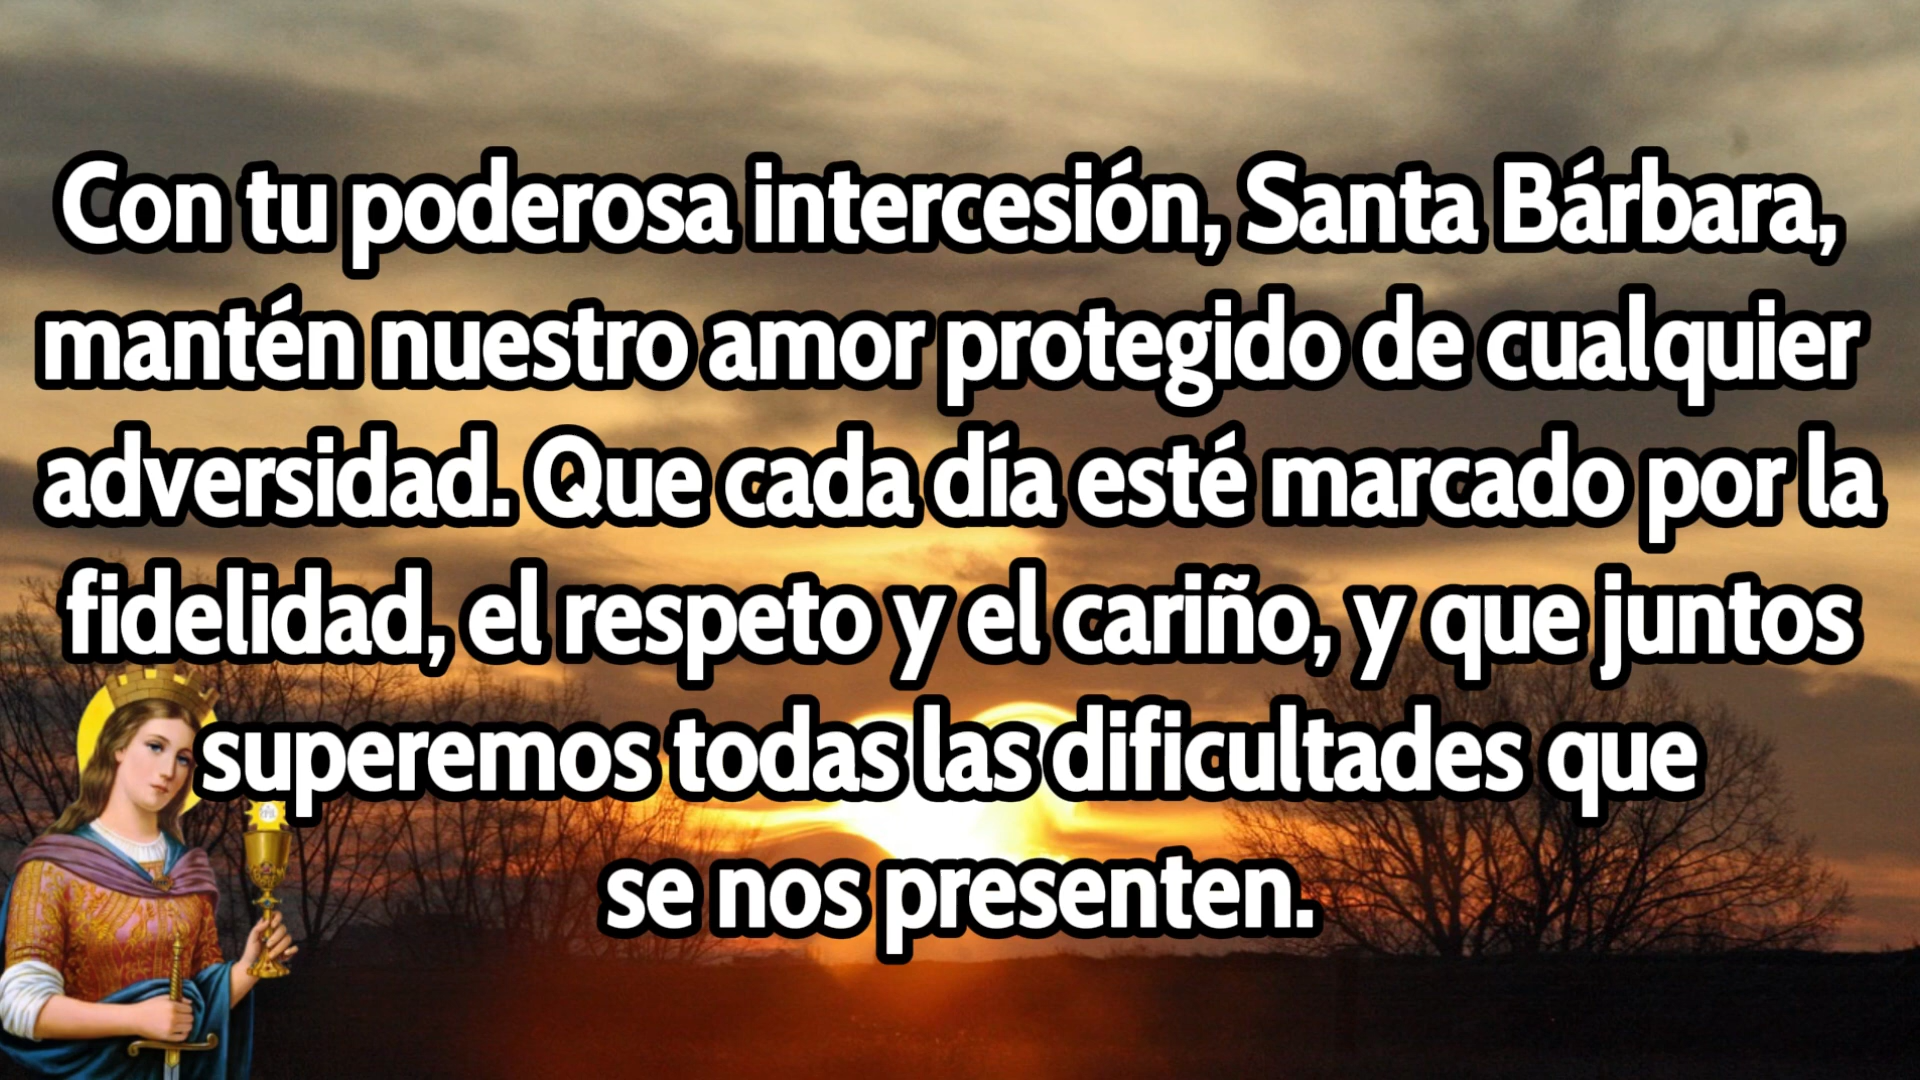 Con tu poderosa intercesión, Santa Bárbara,
mantén nuestro amor protegido de cualquier
adversidad. Que cada día esté marcado por la
fidelidad, el respeto y el cariño, y que juntos
superemos todas las dificultades que
se nos presenten.